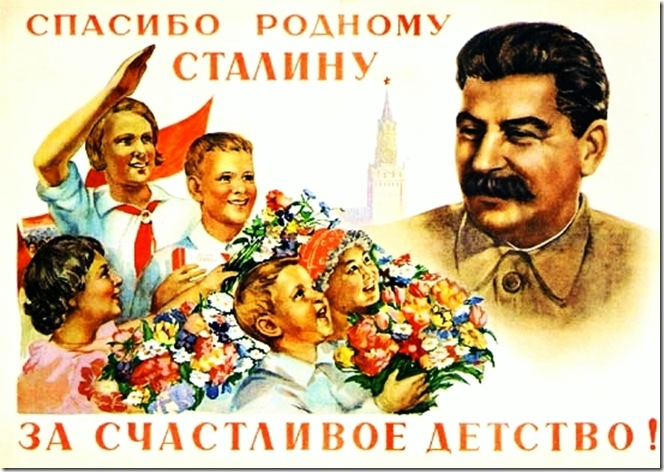 СПАСИБО РОДНОМУ
СТАЛИНУ
ЗА СЧАСТЛИВОЕ ДЕТСТВО!